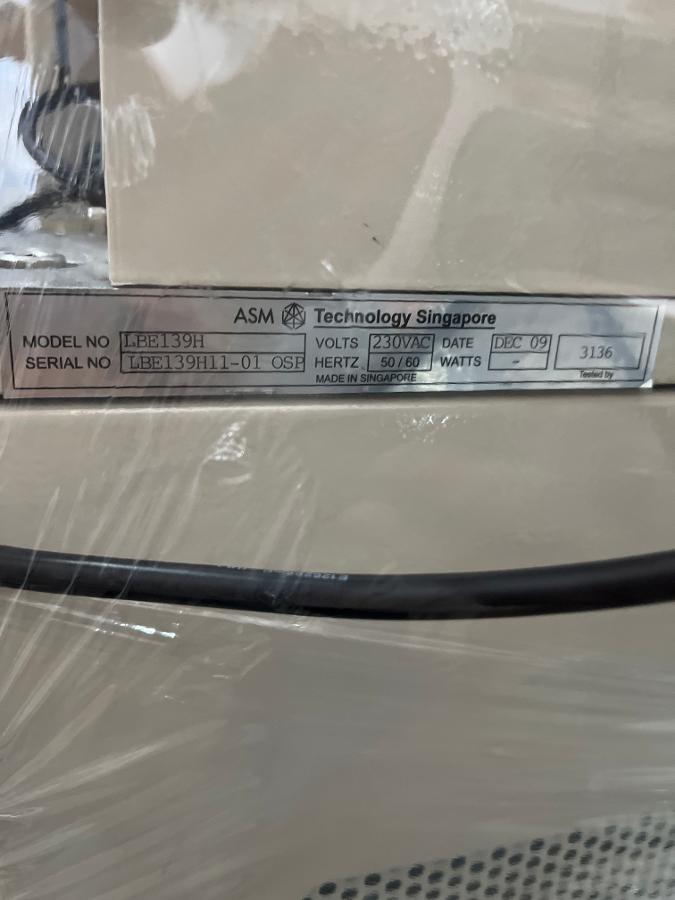 ASM Technology Singapore
MODEL NO LBE139H VOLTS 230VAC DATE DEC 09 3136
SERIAL NO LBE139H11-01 OSP HERTZ 50/60 WATTS -
MADE IN SINGAPORE Tested by